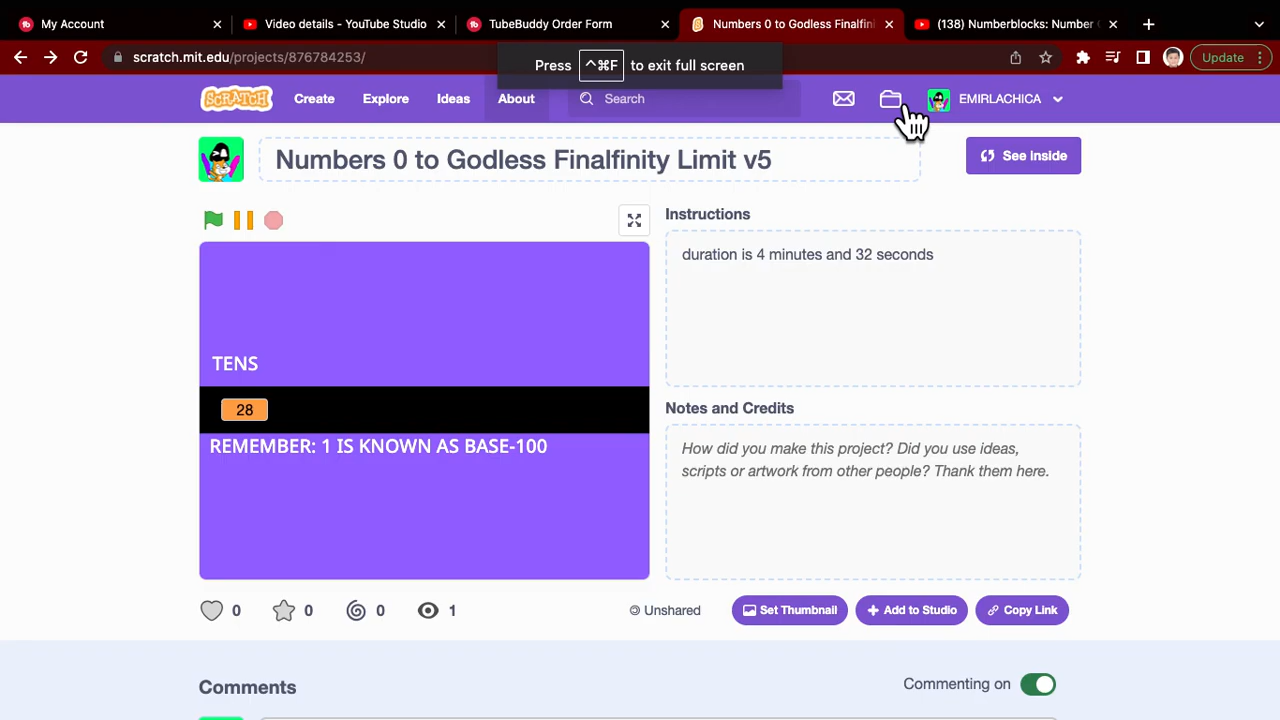 My Account
Video details - YouTube Studio
TubeBuddy Order Form
Numbers 0 to Godless Finalfin
(138) Numberblocks: Number
scratch.mit.edu/projects/876784253/
Update
Press ^⌘F to exit full screen
SCRATCH
Create
Explore
Ideas
About
Search
EMIRLACHICA
Numbers 0 to Godless Finalfinity Limit v5
See inside
Instructions
duration is 4 minutes and 32 seconds
TENS
28
REMEMBER: 1 IS KNOWN AS BASE-100
Notes and Credits
How did you make this project? Did you use ideas,
scripts or artwork from other people? Thank them here.
0
0
0
1
Unshared
Set Thumbnail
Add to Studio
Copy Link
Comments
Commenting on